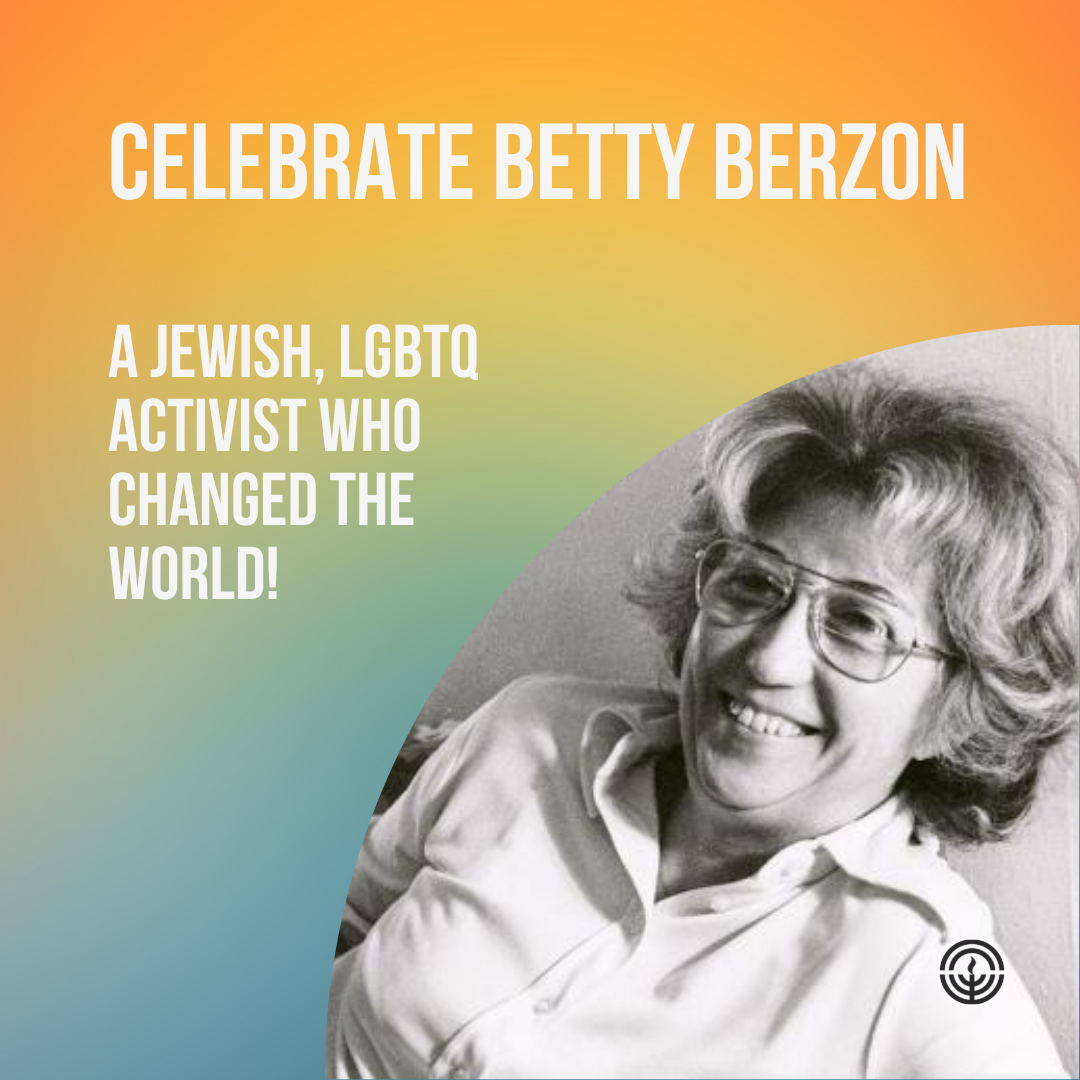 CELEBRATE BETTY BERZON
A JEWISH, LGBTQ
ACTIVIST WHO
CHANGED THE
WORLD!